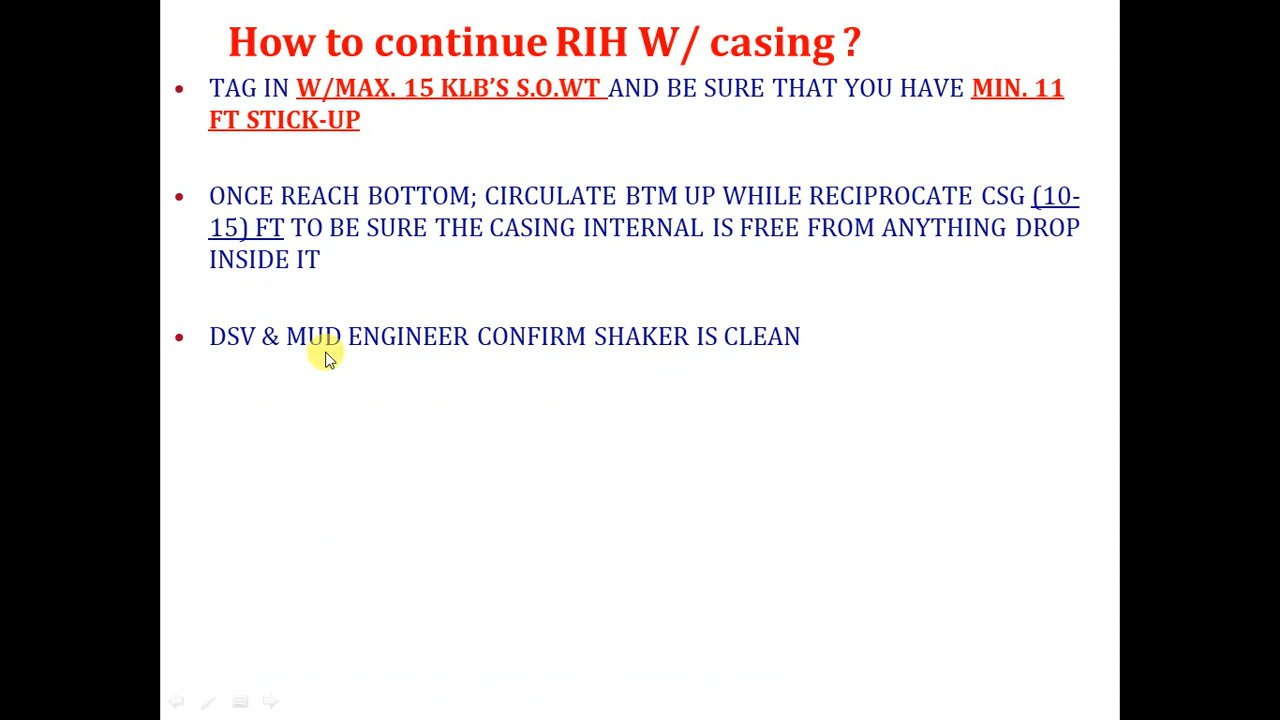 How to continue RIH W/ casing ?
• TAG IN W/MAX. 15 KLB'S S.O.WT AND BE SURE THAT YOU HAVE MIN. 11
FT STICK-UP
• ONCE REACH BOTTOM; CIRCULATE BTM UP WHILE RECIPROCATE CSG (10-
15) FT TO BE SURE THE CASING INTERNAL IS FREE FROM ANYTHING DROP
INSIDE IT
• DSV & MUD ENGINEER CONFIRM SHAKER IS CLEAN